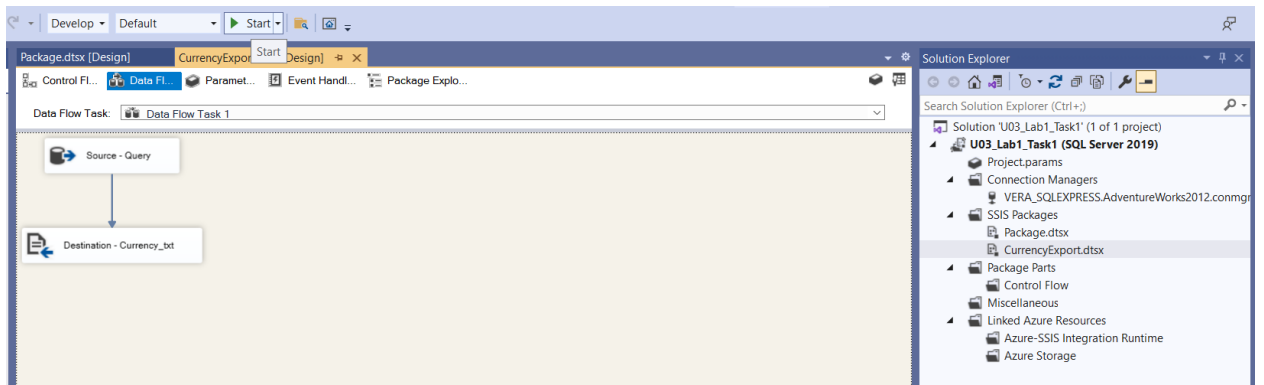 Develop Default Start
Start
Package.dtsx [Design] CurrencyExpor Design]
Control Fl... Data Fl... Paramet... Event Handl... Package Explo...
Data Flow Task: Data Flow Task 1
Source - Query
Destination - Currency_txt
Solution Explorer
Search Solution Explorer (Ctrl+;)
Solution 'U03_Lab1_Task1' (1 of 1 project)
U03_Lab1_Task1 (SQL Server 2019)
Project.params
Connection Managers
VERA_SQLEXPRESS.AdventureWorks2012.conmgr
SSIS Packages
Package.dtsx
CurrencyExport.dtsx
Package Parts
Control Flow
Miscellaneous
Linked Azure Resources
Azure-SSIS Integration Runtime
Azure Storage